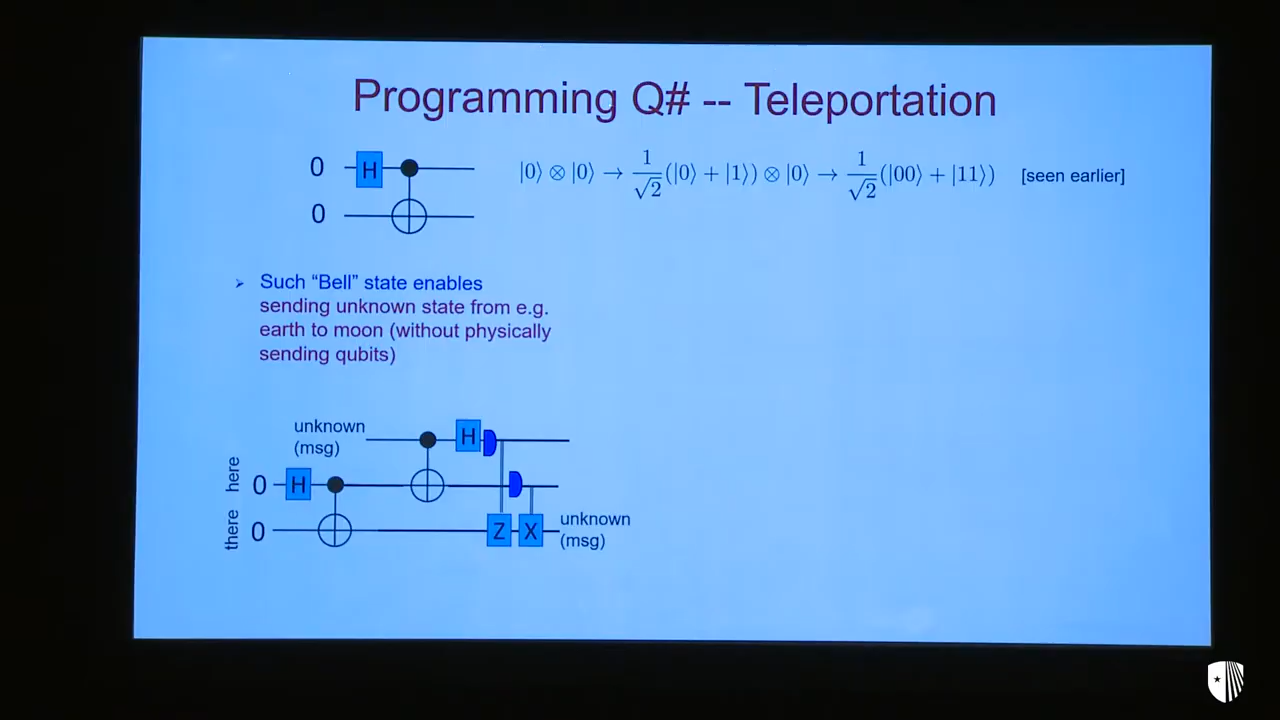 Programming Q# -- Teleportation
0 H |0⟩ ⊗ |0⟩ → 1/√2 (|0⟩ + |1⟩) ⊗ |0⟩ → 1/√2 (|00⟩ + |11⟩) [seen earlier]
0
➢ Such “Bell” state enables
sending unknown state from e.g.
earth to moon (without physically
sending qubits)
unknown
(msg)
H
here
0 H
there
0 Z X
unknown
(msg)